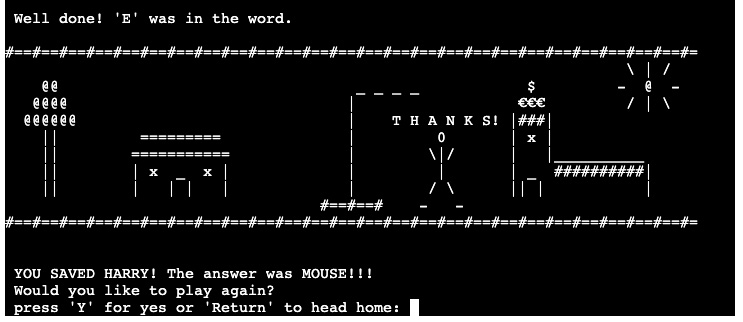 Well done! 'E' was in the word.
T H A N K S!
YOU SAVED HARRY! The answer was MOUSE!!!
Would you like to play again?
press 'Y' for yes or 'Return' to head home: